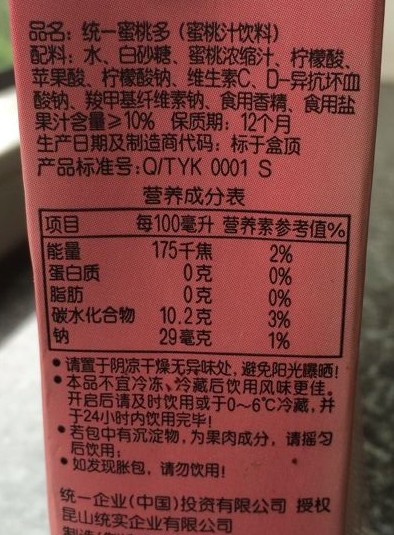 品名：统一蜜桃多（蜜桃汁饮料）
配料：水、白砂糖、蜜桃浓缩汁、柠檬酸、
苹果酸、柠檬酸钠、维生素C、D-异抗坏血
酸钠、羧甲基纤维素钠、食用香精、食用盐
果汁含量≥10% 保质期：12个月
生产日期及制造商代码：标于盒顶
产品标准号：Q/TYK 0001 S
营养成分表
项目 每100毫升 营养素参考值%
能量 175千焦 2%
蛋白质 0克 0%
脂肪 0克 0%
碳水化合物 10.2克 3%
钠 29毫克 1%
●请置于阴凉干燥无异味处，避免阳光曝晒！
●本品不宜冷冻、冷藏后饮用风味更佳。
开启后请及时饮用或于0~6℃冷藏，并
于24小时内饮用完毕！
●若包中有沉淀物，为果肉成分，请摇匀
后饮用；
●如发现胀包，请勿饮用！
统一企业（中国）投资有限公司 授权
昆山统实企业有限公司